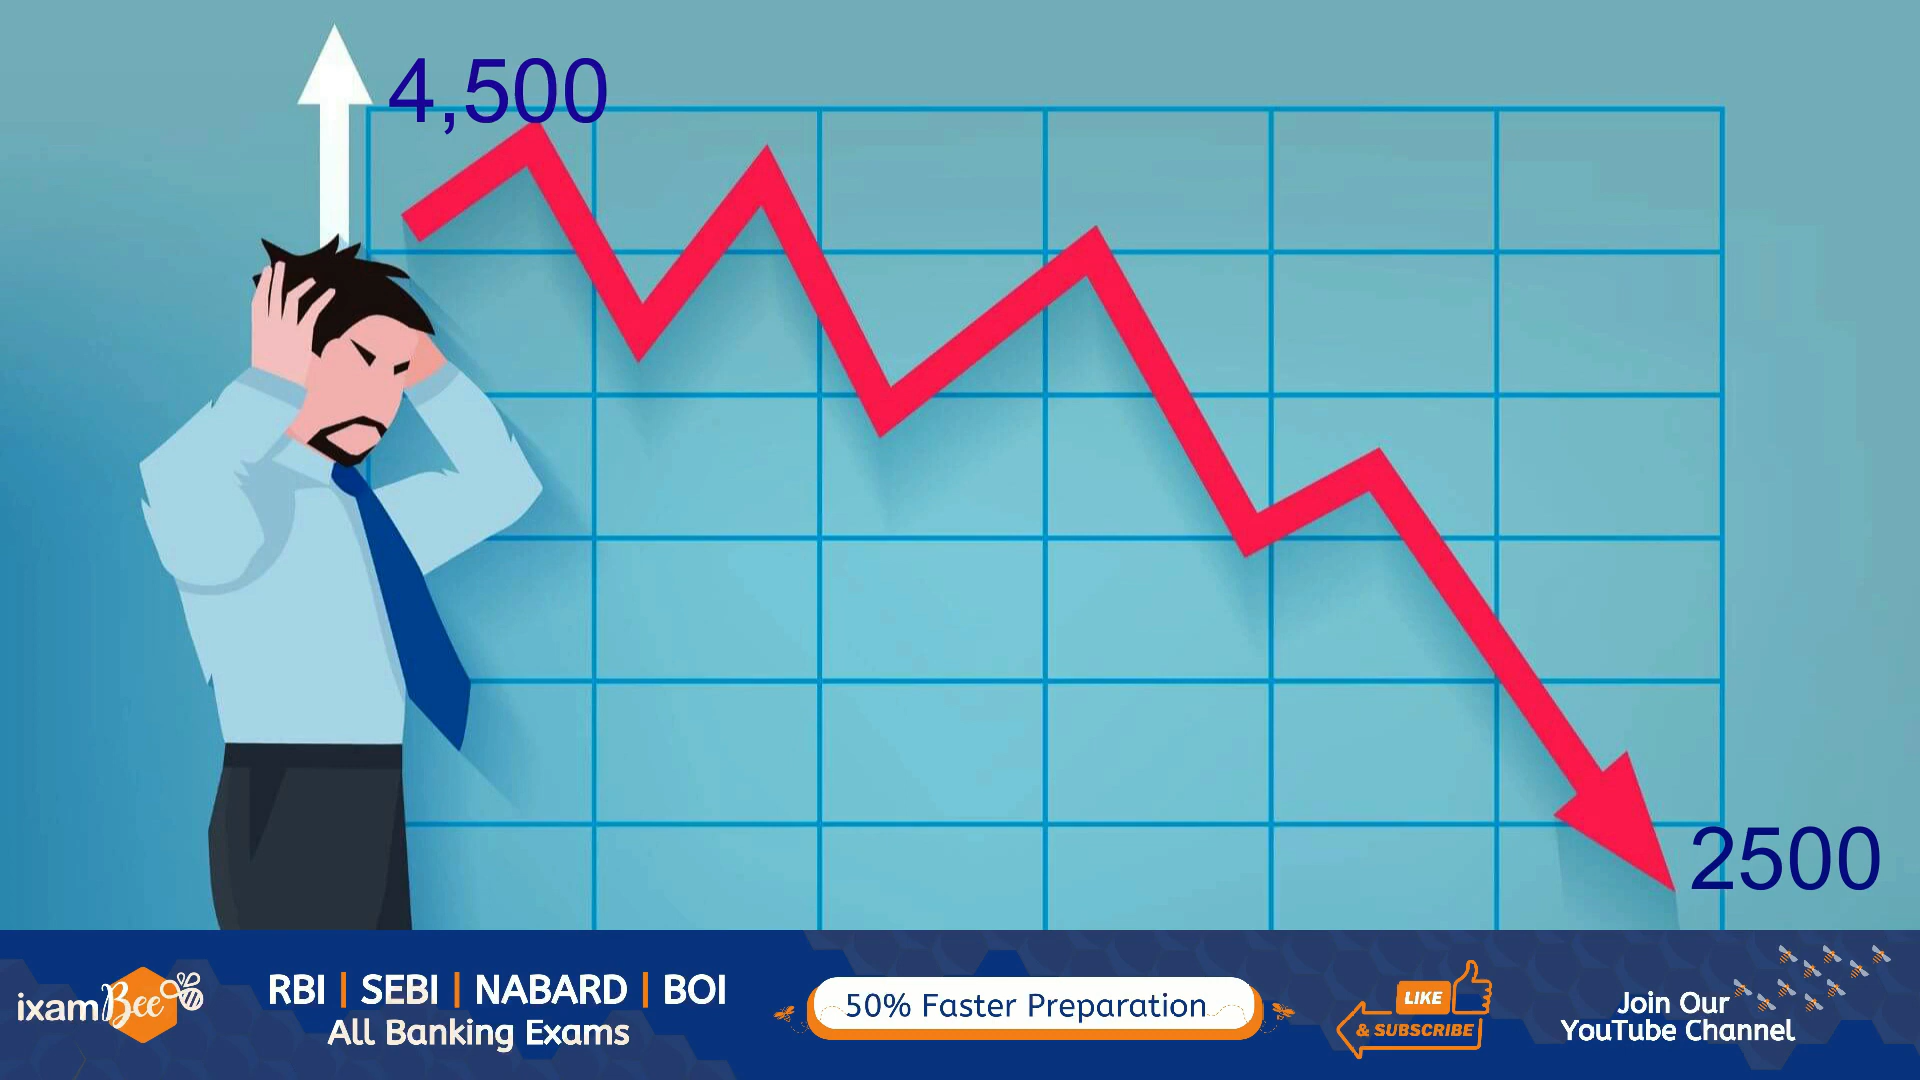 4,500
2500
ixamBee
RBI | SEBI | NABARD | BOI
All Banking Exams
50% Faster Preparation
LIKE
& SUBSCRIBE
Join Our
YouTube Channel